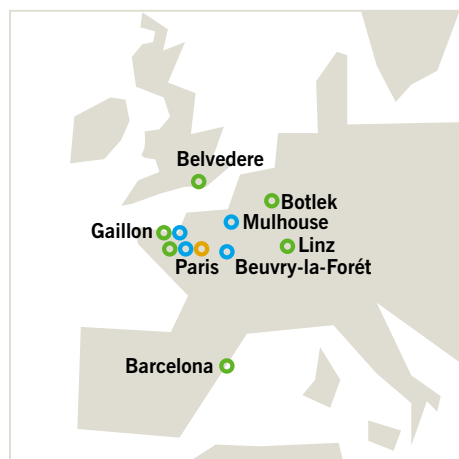 Belvedere
Botlek
Mulhouse
Gaillon
Linz
Paris
Beuvry-la-Forét
Barcelona